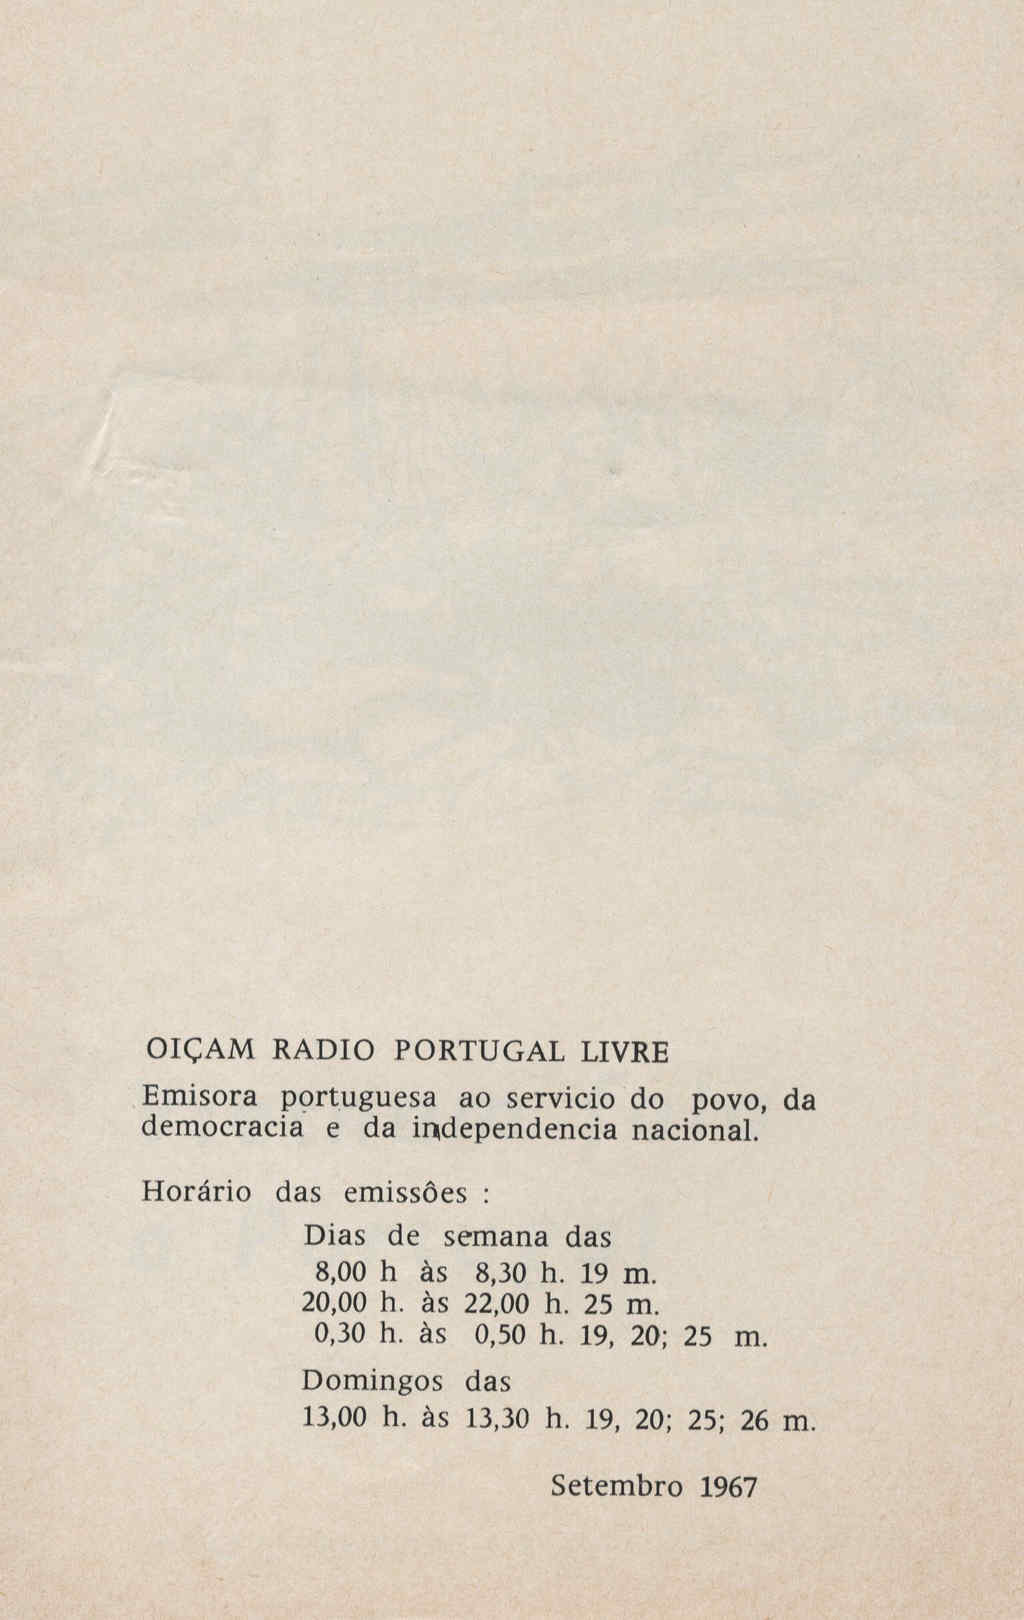 OIÇAM RADIO PORTUGAL LIVRE
Emisora portuguesa ao servicio do povo, da
democracia e da independencia nacional.
Horário das emissôes :
Dias de semana das
8,00 h às 8,30 h. 19 m.
20,00 h. às 22,00 h. 25 m.
0,30 h. às 0,50 h. 19, 20; 25 m.
Domingos das
13,00 h. às 13,30 h. 19, 20; 25; 26 m.
Setembro 1967